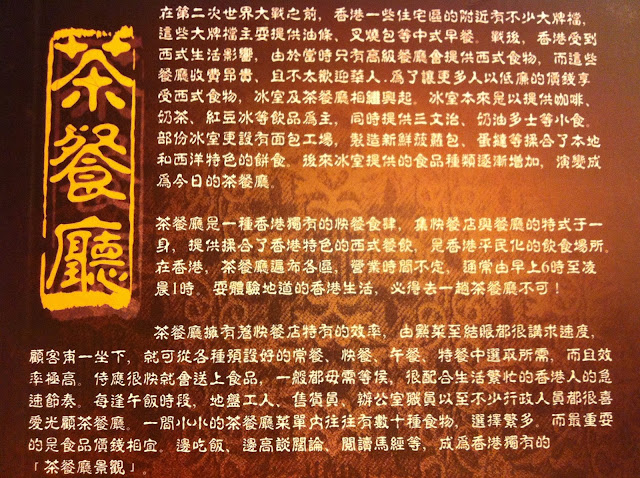 茶餐廳
在第二次世界大戰之前，香港一些住宅區的附近有不少大牌檔，
這些大牌檔主要提供油條、叉燒包等中式早餐。戰後，香港受到
西式生活影響，由於當時只有高級餐廳會提供西式食物，而這些
餐廳收費昂貴、且不太歡迎華人．為了讓更多人以低廉的價錢享
受西式食物，冰室及茶餐廳相繼興起。冰室本來是以提供咖啡、
奶茶、紅豆冰等飲品為主，同時提供三文治、奶油多士等小食。
部份冰室更設有面包工場，製造新鮮菠蘿包、蛋撻等揉合了本地
和西洋特色的餅食。後來冰室提供的食品種類逐漸增加，演變成
為今日的茶餐廳。
茶餐廳是一種香港獨有的快餐食肆，集快餐店與餐廳的特式于一
身，提供揉合了香港特色的西式餐飲，是香港平民化的飲食場所。
在香港，茶餐廳遍布各區，營業時間不定，通常由早上6時至凌
晨1時。要體驗地道的香港生活，必得去一趟茶餐廳不可！
茶餐廳擁有著快餐店特有的效率，由點菜至結賬都很講求速度，
顧客甫一坐下，就可從各種預設好的常餐、快餐、午餐、特餐中選取所需，而且效
率極高。侍應很快就會送上食品，一般都毋需等侯，很配合生活繁忙的香港人的急
速節奏。每逢午飯時段，地盤工人、售貨員、辦公室職員以至不少行政人員都很喜
愛光顧茶餐廳。一間小小的茶餐廳菜單內往往有數十種食物，選擇繁多。而最重要
的是食品價錢相宜。邊吃飯、邊高談闊論、閱讀馬經等，成為香港獨有的
「茶餐廳景觀」。